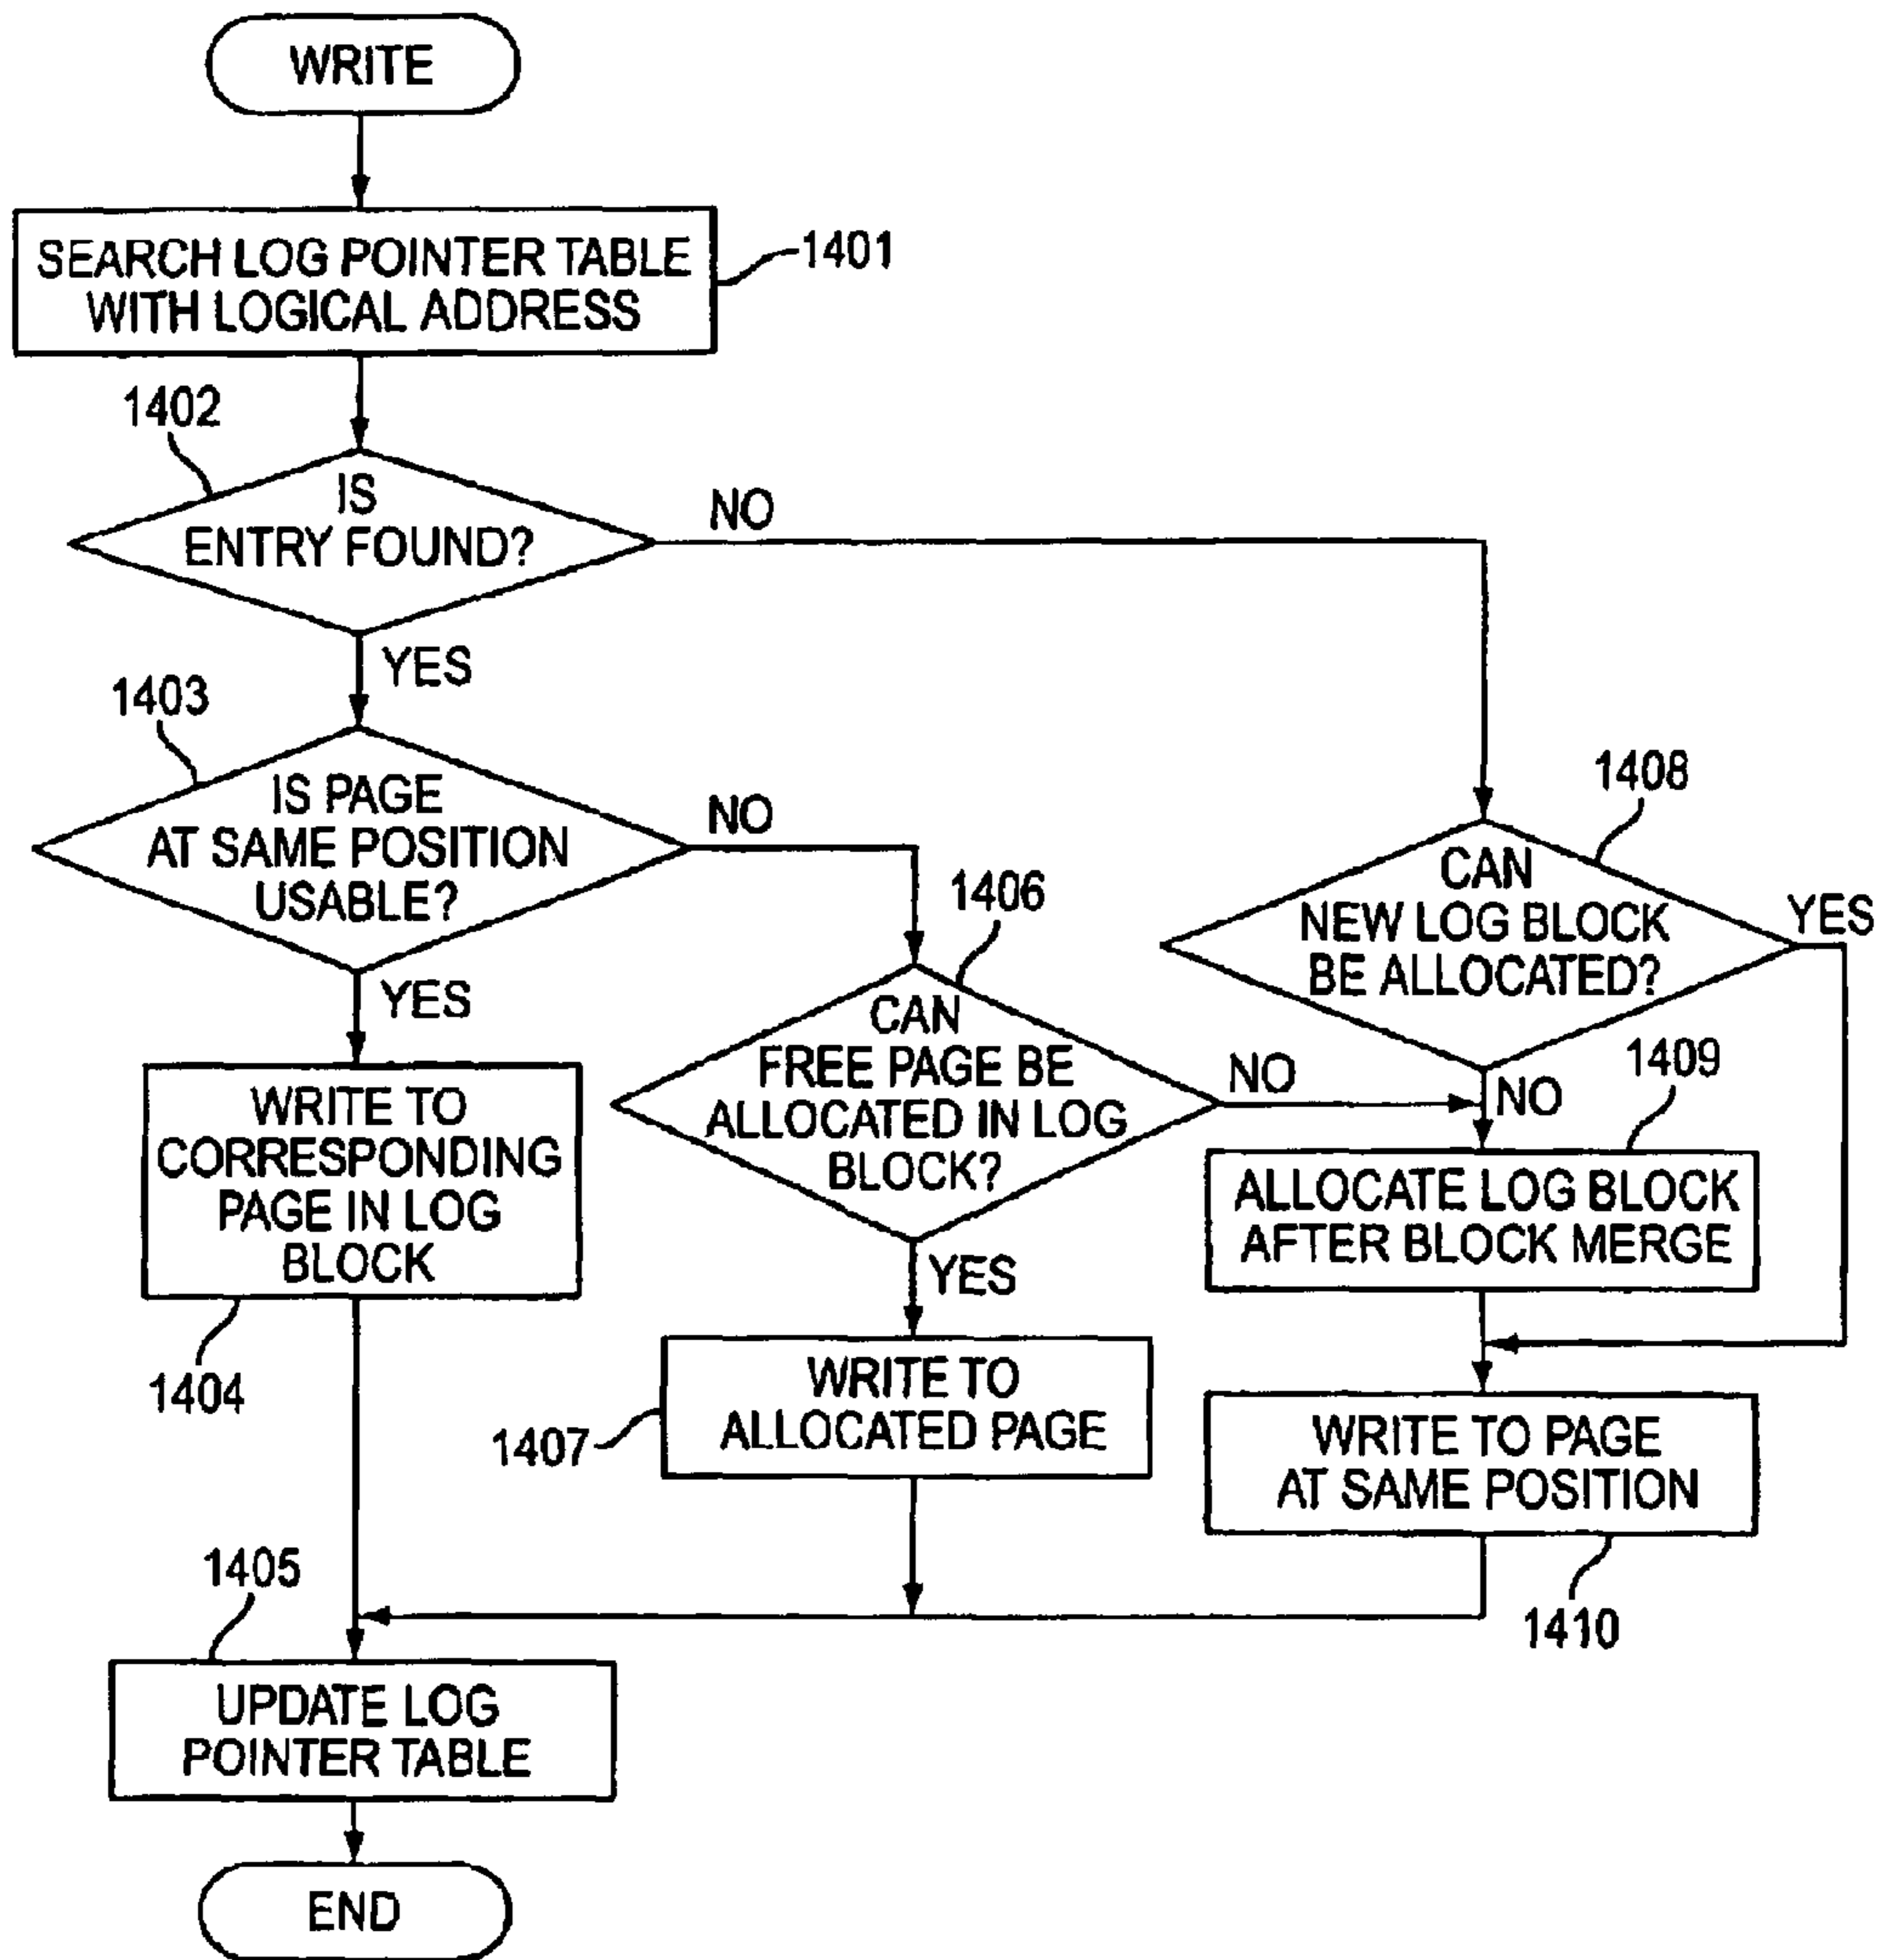 WRITE
SEARCH LOG POINTER TABLE
WITH LOGICAL ADDRESS
1401
1402
IS
ENTRY FOUND?
NO
YES
1403
IS PAGE
AT SAME POSITION
USABLE?
NO
YES
1408
CAN
NEW LOG BLOCK
BE ALLOCATED?
YES
NO
1406
CAN
FREE PAGE BE
ALLOCATED IN LOG
BLOCK?
NO
YES
WRITE TO
CORRESPONDING
PAGE IN LOG
BLOCK
1404
1409
ALLOCATE LOG BLOCK
AFTER BLOCK MERGE
WRITE TO
ALLOCATED PAGE
1407
WRITE TO PAGE
AT SAME POSITION
1410
1405
UPDATE LOG
POINTER TABLE
END